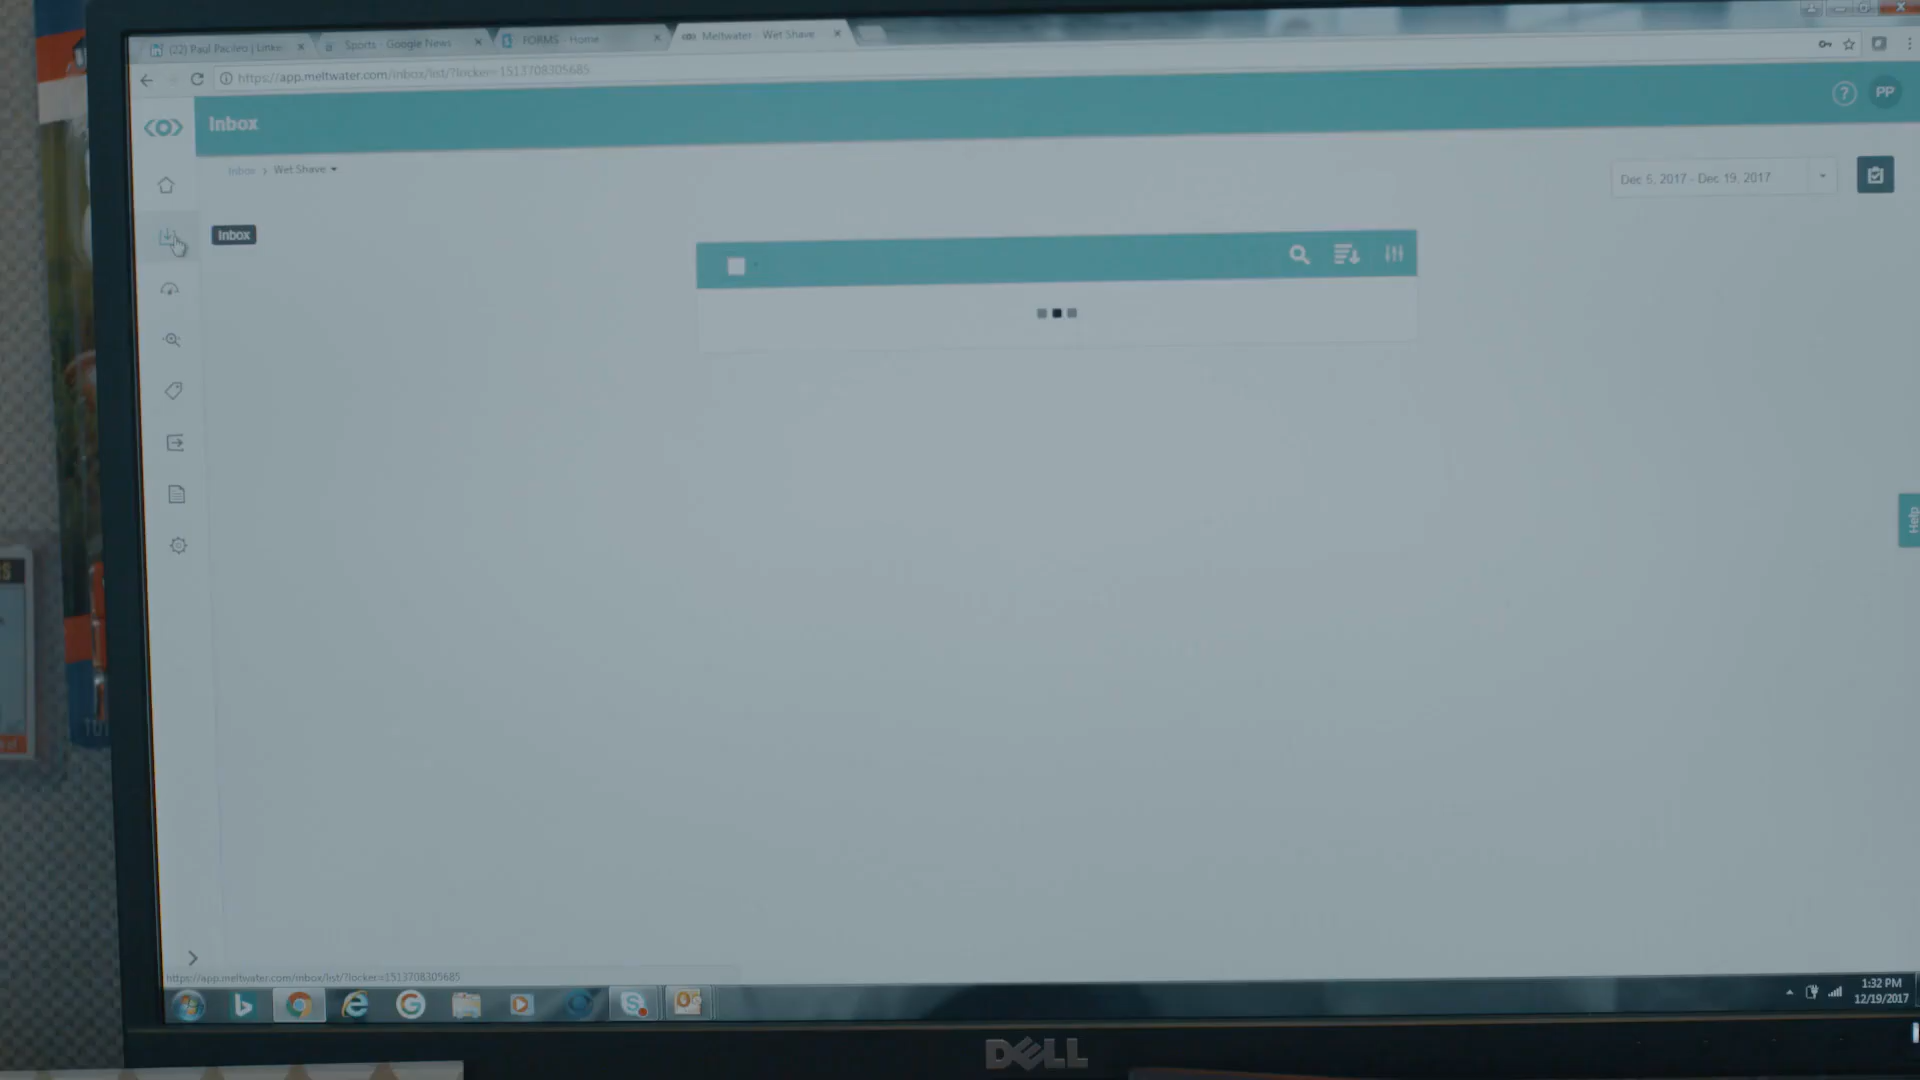 (22) Paul Pacileo | Linke
Sports - Google News
FORMS - Home
Meltwater - Wet Shave
https://app.meltwater.com/inbox/list/?locker=1513708305685
Inbox
PP
Inbox > Wet Shave
Dec 5, 2017 - Dec 19, 2017
Inbox
Help
https://app.meltwater.com/inbox/list/?locker=1513708305685
1:32 PM
12/19/2017
DELL